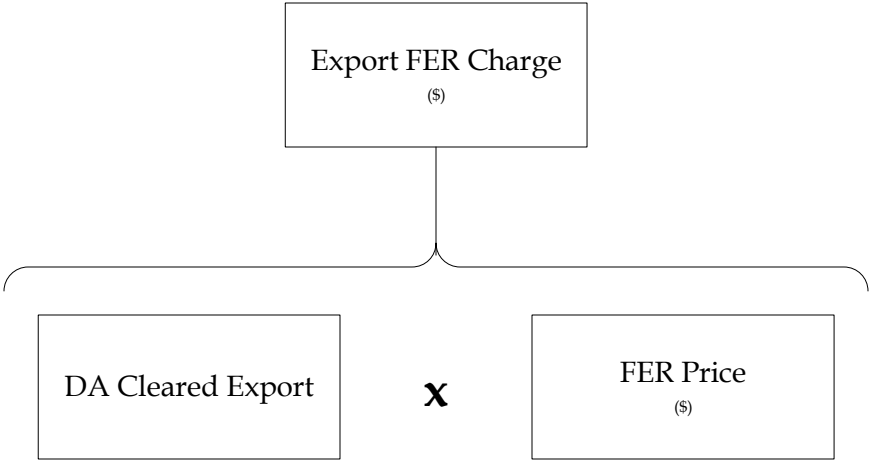 Export FER Charge
($)
DA Cleared Export
x
FER Price
($)